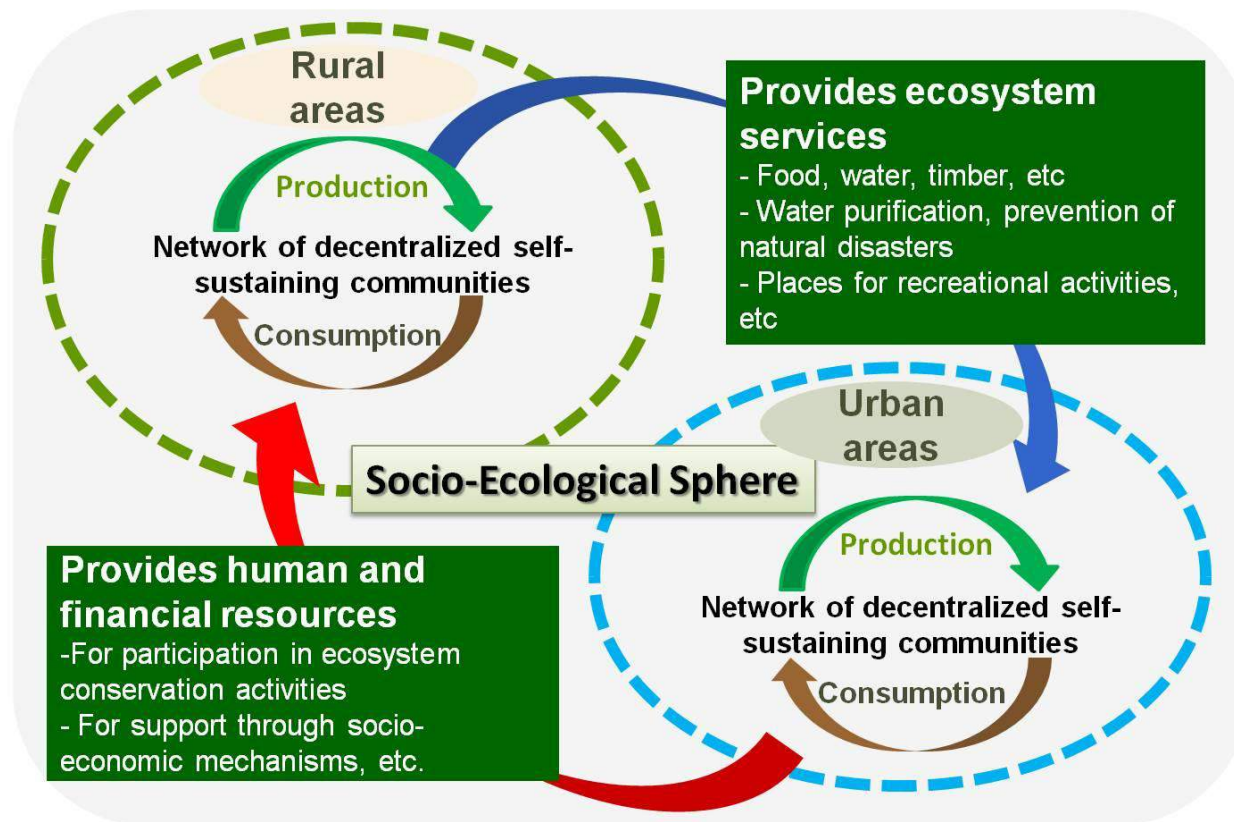 Rural
areas
Production
Network of decentralized self-
sustaining communities
Consumption
Provides ecosystem
services
- Food, water, timber, etc
- Water purification, prevention of
natural disasters
- Places for recreational activities,
etc
Socio-Ecological Sphere
Urban
areas
Production
Network of decentralized self-
sustaining communities
Consumption
Provides human and
financial resources
-For participation in ecosystem
conservation activities
- For support through socio-
economic mechanisms, etc.